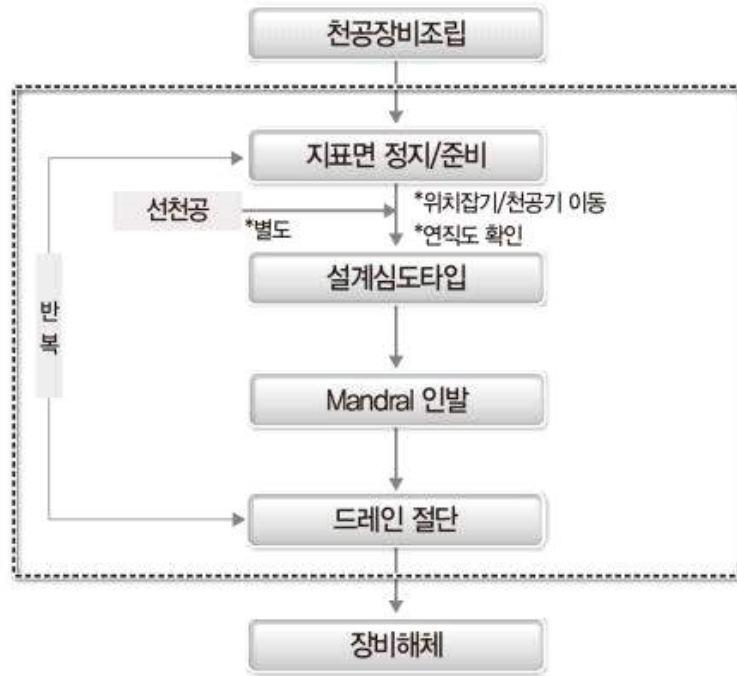 천공장비조립
지표면 정지/준비
선천공
*별도
*위치잡기/천공기 이동
*연직도 확인
설계심도타입
반
복
Mandral 인발
드레인 절단
장비해체